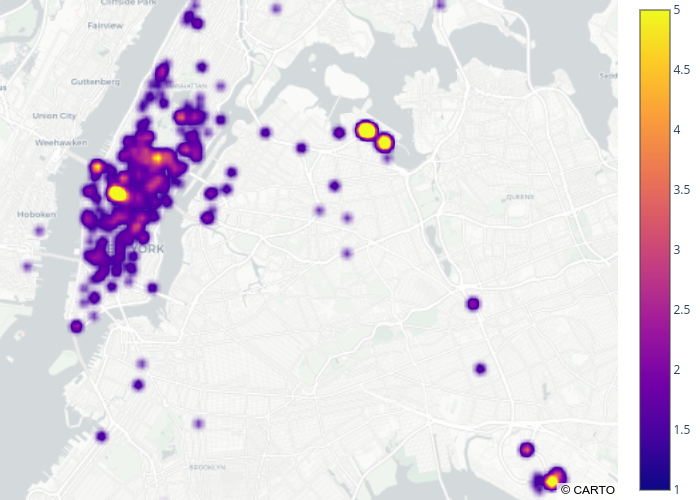 Cliffside Park
Fairview
Guttenberg
MANHATTAN
Union City
Weehawken
Hoboken
QUEENS
YORK
BROOKLYN
© CARTO
5
4.5
4
3.5
3
2.5
2
1.5
1